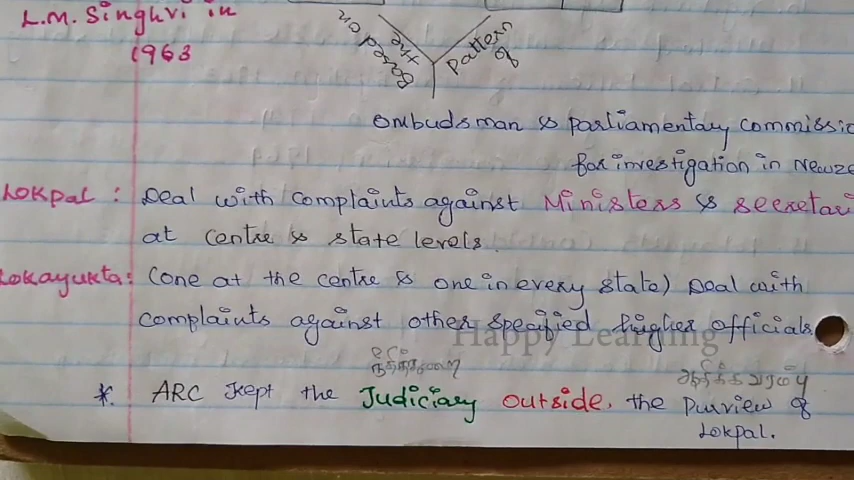 L.M. Singhvi in
1963
Based on
the
pattern
of
ombudsman & parliamentary commissio
for investigation in Newze
Lokpal : Deal with complaints against Ministers & secretari
at centre & state levels.
Lokayukta: (one at the centre & one in every state) Deal with
complaints against other specified higher officials.
Happy Learning
* ARC kept the Judiciary outside, the Purview of
Lokpal.